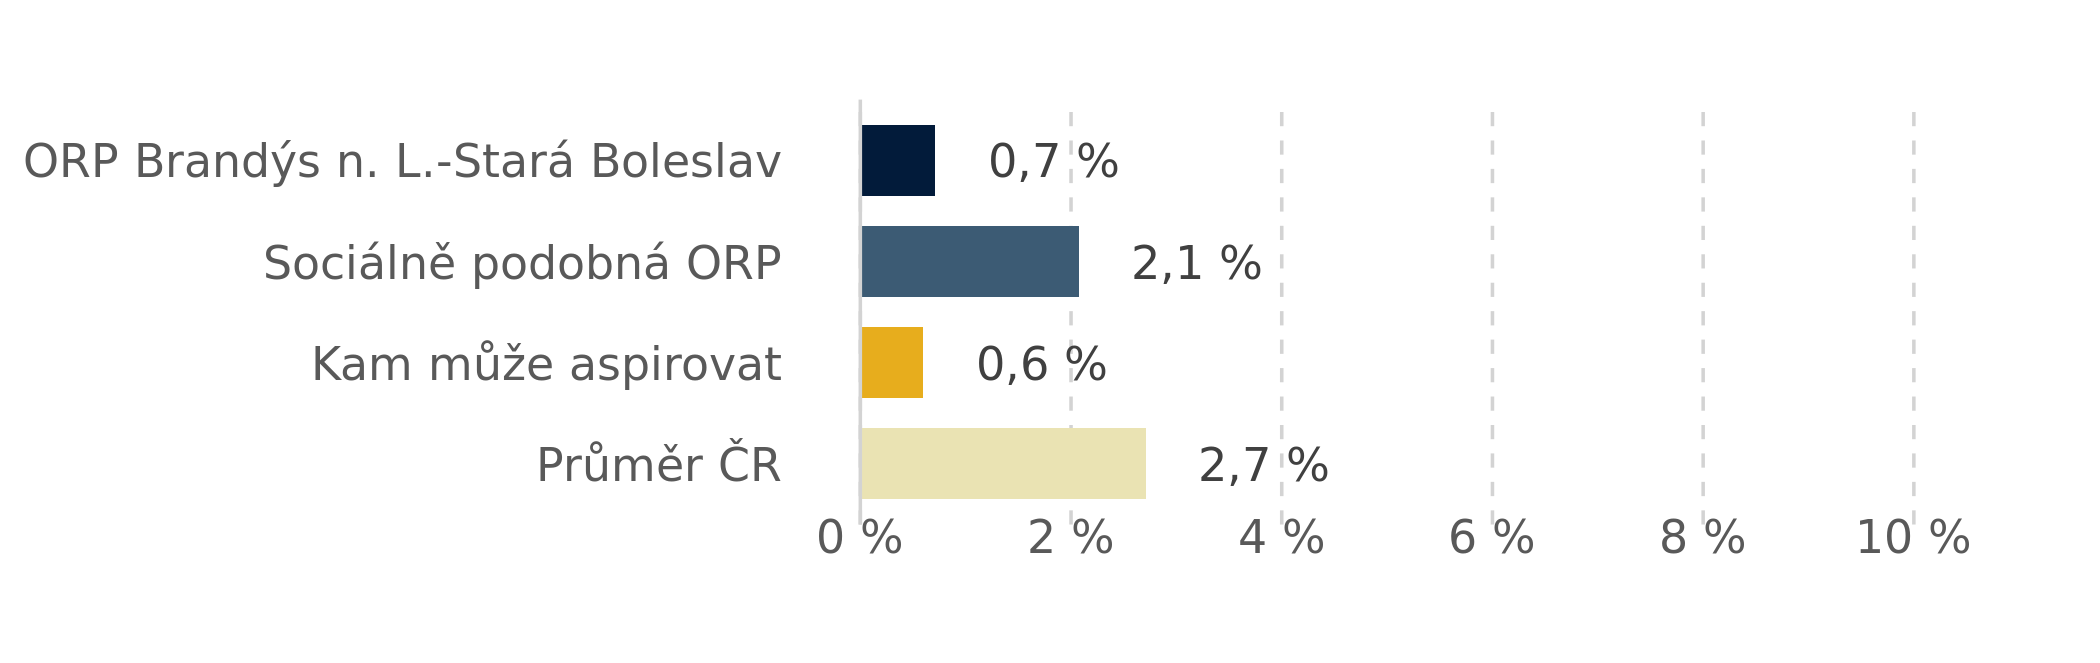 ORP Brandýs n. L.-Stará Boleslav 0,7 %
Sociálně podobná ORP 2,1 %
Kam může aspirovat 0,6 %
Průměr ČR 2,7 %
0 % 2 % 4 % 6 % 8 % 10 %